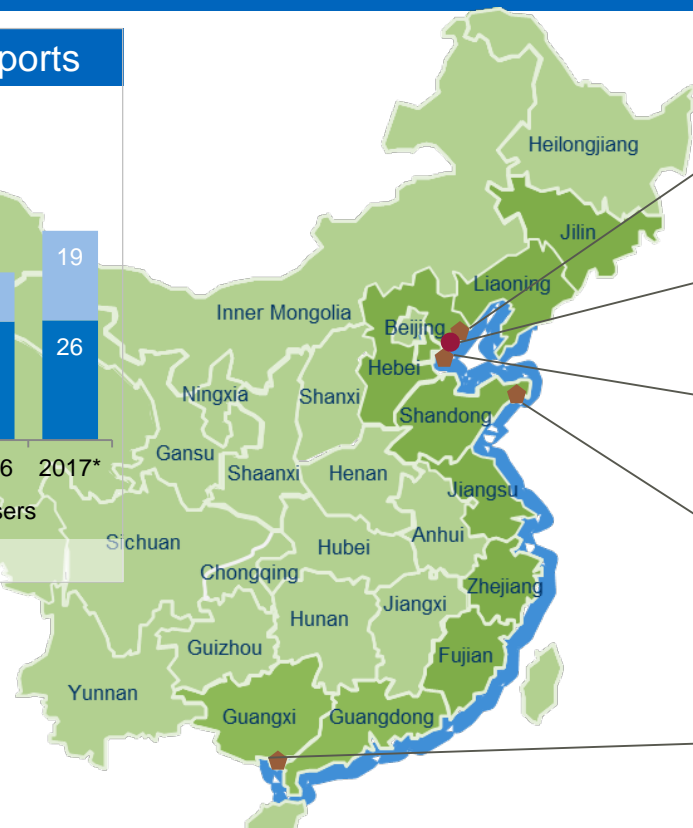 ports
19
26
6 2017*
sers
Heilongjiang
Jilin
Liaoning
Inner Mongolia
Beijing
Hebei
Ningxia
Shanxi
Shandong
Gansu
Shaanxi
Henan
Jiangsu
Sichuan
Hubei
Anhui
Chongqing
Zhejiang
Hunan
Jiangxi
Guizhou
Fujian
Yunnan
Guangxi
Guangdong